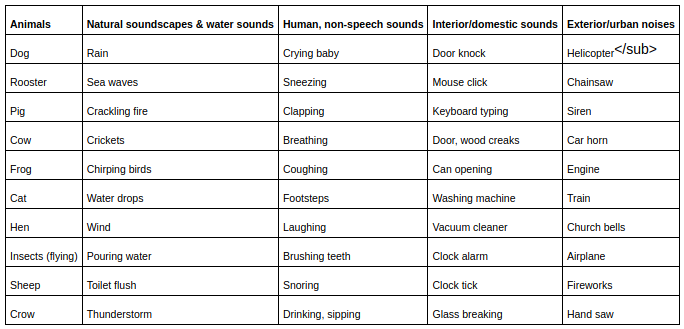 Animals Natural soundscapes & water sounds Human, non-speech sounds Interior/domestic sounds Exterior/urban noises
Dog Rain Crying baby Door knock Helicopter</sub>
Rooster Sea waves Sneezing Mouse click Chainsaw
Pig Crackling fire Clapping Keyboard typing Siren
Cow Crickets Breathing Door, wood creaks Car horn
Frog Chirping birds Coughing Can opening Engine
Cat Water drops Footsteps Washing machine Train
Hen Wind Laughing Vacuum cleaner Church bells
Insects (flying) Pouring water Brushing teeth Clock alarm Airplane
Sheep Toilet flush Snoring Clock tick Fireworks
Crow Thunderstorm Drinking, sipping Glass breaking Hand saw